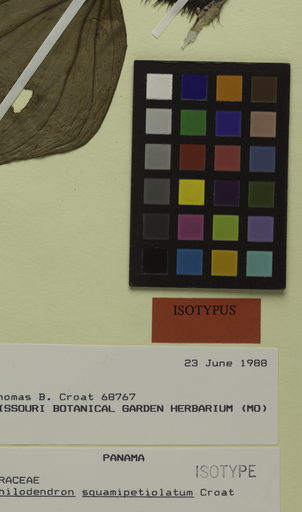 ISOTYPUS
23 June 1988
homas B. Croat 68767
ISSOURI BOTANICAL GARDEN HERBARIUM (MO)
PANAMA
ISOTYPE
RACEAE
hilodendron squamipetiolatum Croat